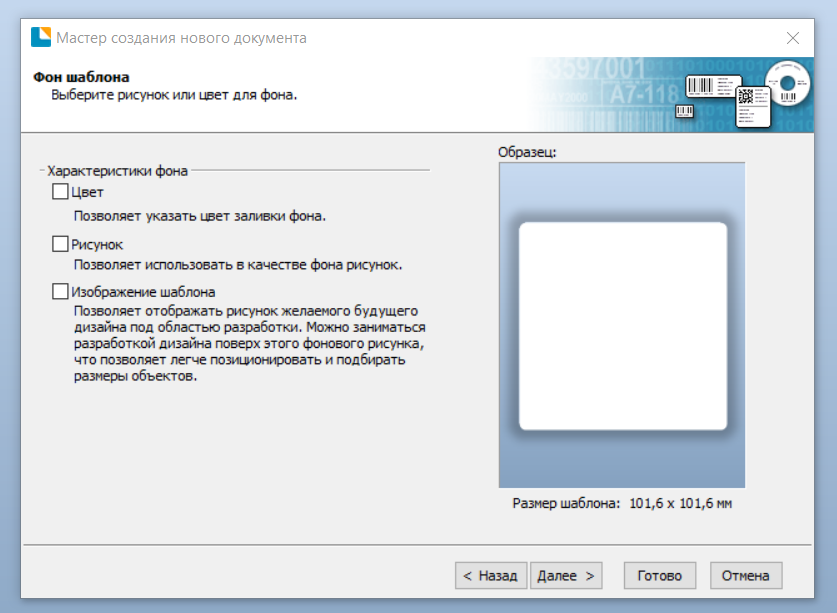 Мастер создания нового документа
Фон шаблона
Выберите рисунок или цвет для фона.
3597001
A7-118
Характеристики фона
Цвет
Позволяет указать цвет заливки фона.
Рисунок
Позволяет использовать в качестве фона рисунок.
Изображение шаблона
Позволяет отображать рисунок желаемого будущего
дизайна под областью разработки. Можно заниматься
разработкой дизайна поверх этого фонового рисунка,
что позволяет легче позиционировать и подбирать
размеры объектов.
Образец:
Размер шаблона: 101,6 x 101,6 мм
< Назад
Далее >
Готово
Отмена